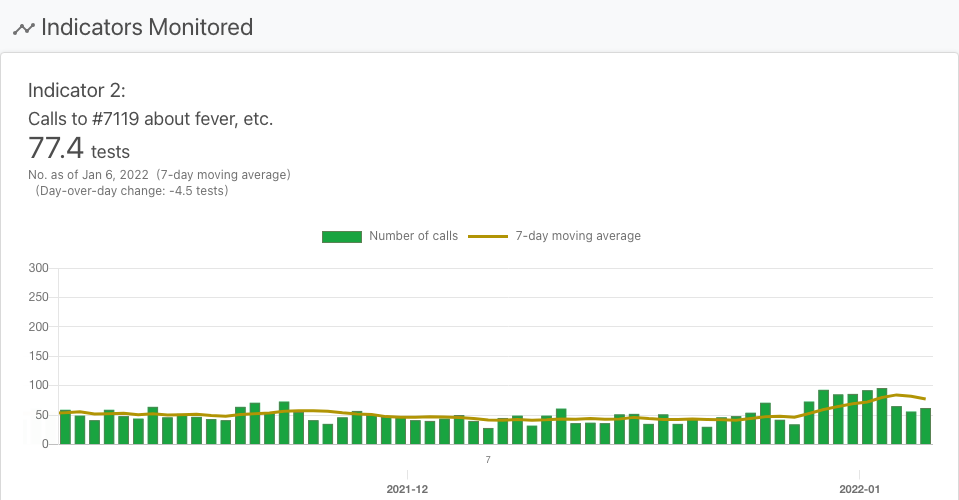 Indicators Monitored
Indicator 2:
Calls to #7119 about fever, etc.
77.4 tests
No. as of Jan 6, 2022 (7-day moving average)
(Day-over-day change: -4.5 tests)
Number of calls 7-day moving average
300
250
200
150
100
50
0
7
2021-12 2022-01